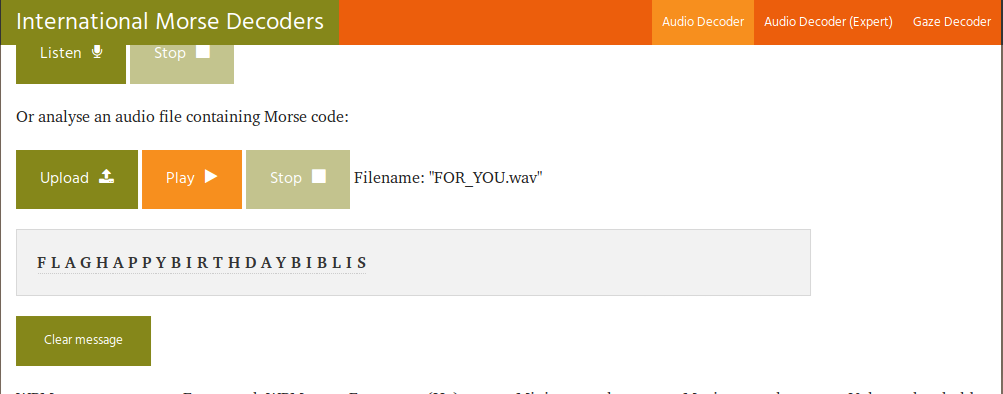 International Morse Decoders
Audio Decoder Audio Decoder (Expert) Gaze Decoder
Listen Stop
Or analyse an audio file containing Morse code:
Upload Play Stop Filename: "FOR_YOU.wav"
F L A G H A P P Y B I R T H D A Y B I B L I S
Clear message